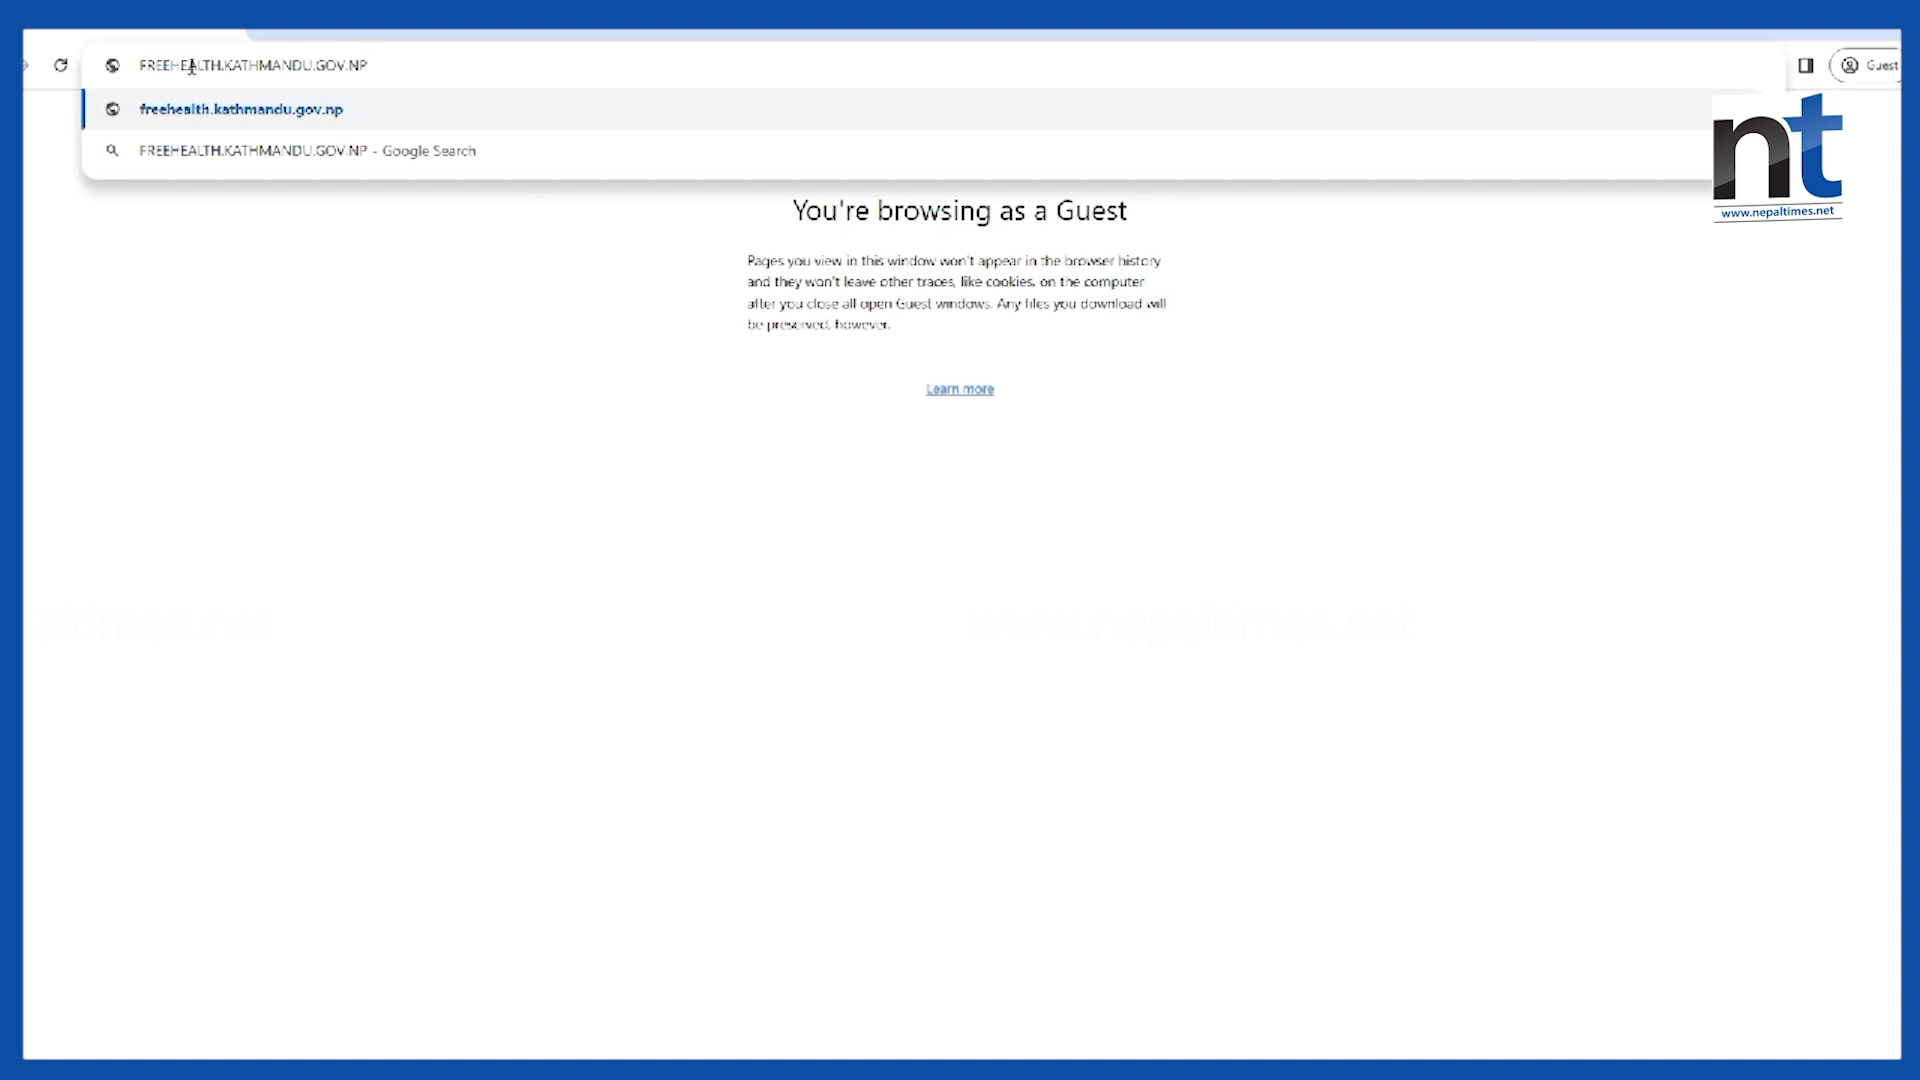 FREEHEALTH.KATHMANDU.GOV.NP
Guest
freehealth.kathmandu.gov.np
FREEHEALTH.KATHMANDU.GOV.NP - Google Search
nt
www.nepaltimes.net
You're browsing as a Guest
Pages you view in this window won't appear in the browser history
and they won't leave other traces, like cookies, on the computer
after you close all open Guest windows. Any files you download will
be preserved, however.
Learn more
altimes.net
www.nepaltimes.net